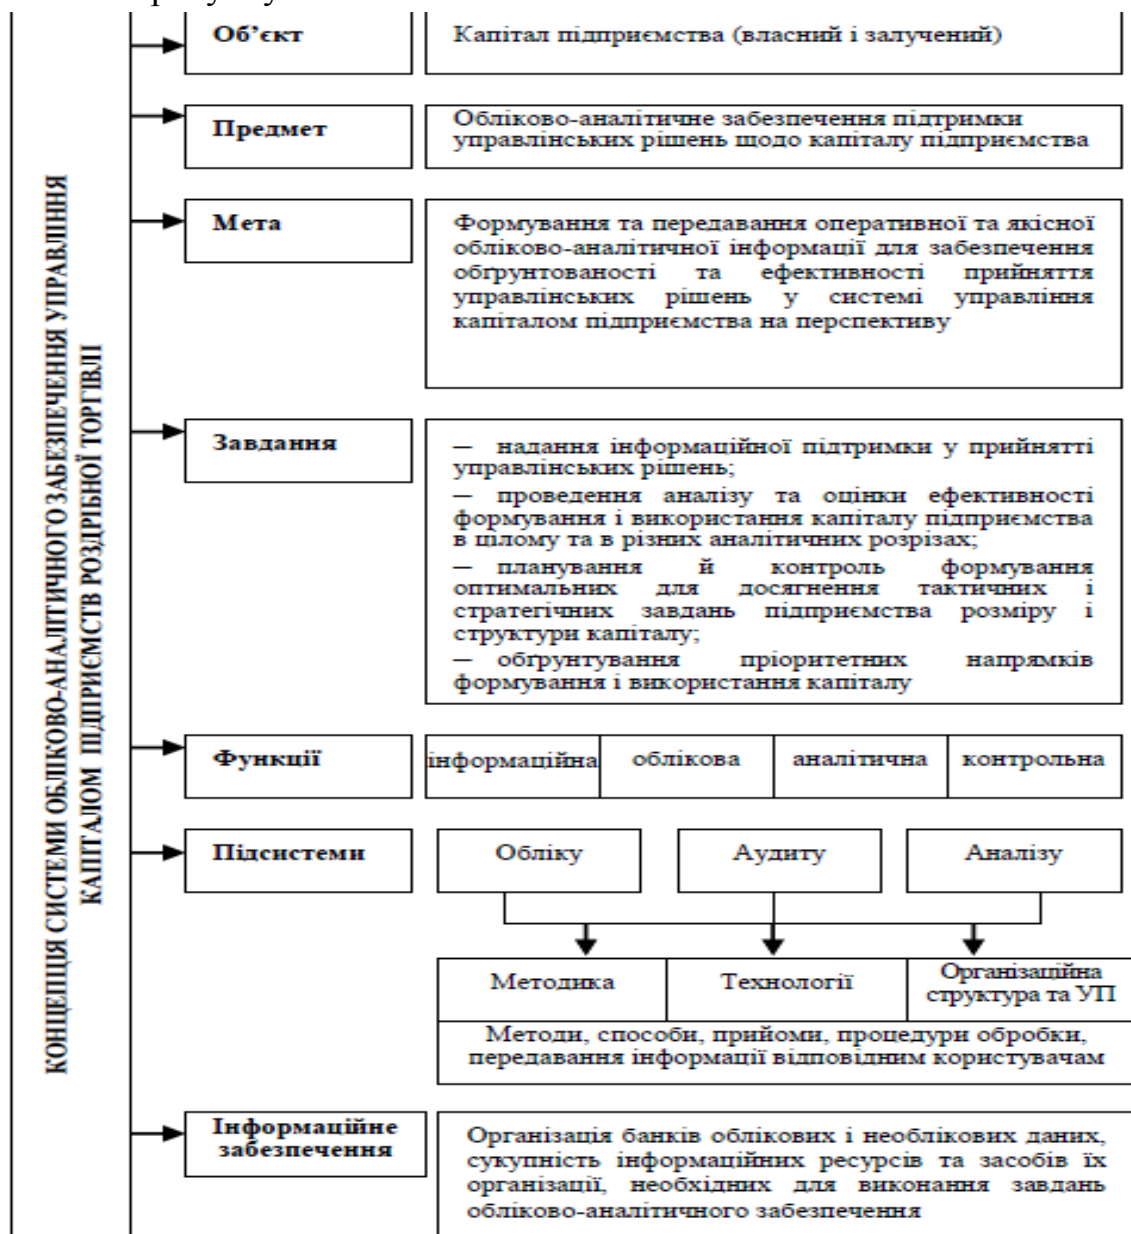 КОНЦЕПЦІЯ СИСТЕМИ ОБЛІКОВО-АНАЛІТИЧНОГО ЗАБЕЗПЕЧЕННЯ УПРАВЛІННЯ
КАПІТАЛОМ ПІДПРИЄМСТВ РОЗДРІБНОЇ ТОРГІВЛІ
Об’єкт
Капітал підприємства (власний і залучений)
Предмет
Обліково-аналітичне забезпечення підтримки
управлінських рішень щодо капіталу підприємства
Мета
Формування та передавання оперативної та якісної
обліково-аналітичної інформації для забезпечення
обґрунтованості та ефективності прийняття
управлінських рішень у системі управління
капіталом підприємства на перспективу
Завдання
— надання інформаційної підтримки у прийнятті
управлінських рішень;
— проведення аналізу та оцінки ефективності
формування і використання капіталу підприємства
в цілому та в різних аналітичних розрізах;
— планування й контроль формування
оптимальних для досягнення тактичних і
стратегічних завдань підприємства розміру і
структури капіталу;
— обґрунтування пріоритетних напрямків
формування і використання капіталу
Функції
інформаційна
облікова
аналітична
контрольна
Підсистеми
Обліку
Аудиту
Аналізу
Методика
Технології
Організаційна
структура та УП
Методи, способи, прийоми, процедури обробки,
передавання інформації відповідним користувачам
Інформаційне
забезпечення
Організація банків облікових і необлікових даних,
сукупність інформаційних ресурсів та засобів їх
організації, необхідних для виконання завдань
обліково-аналітичного забезпечення